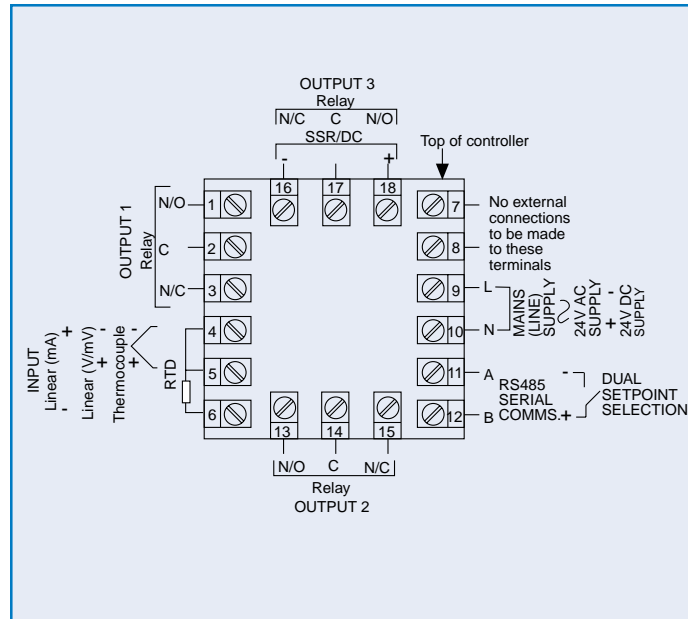 OUTPUT 3
Relay
N/C C N/O
SSR/DC
- +
Top of controller
16 17 18
OUTPUT 1
Relay
N/O
C
N/C
1
2
3
4
5
6
7
8
9
10
11
12
No external
connections
to be made
to these
terminals
L
N
MAINS
(LINE)
SUPPLY
24V AC
SUPPLY
+ -
24V DC
SUPPLY
A
B
RS485
SERIAL
COMMS.
-
+
DUAL
SETPOINT
SELECTION
INPUT
Linear (mA)
- +
Linear (V/mV)
+ -
Thermocouple
+ -
RTD
13 14 15
N/O C N/C
Relay
OUTPUT 2